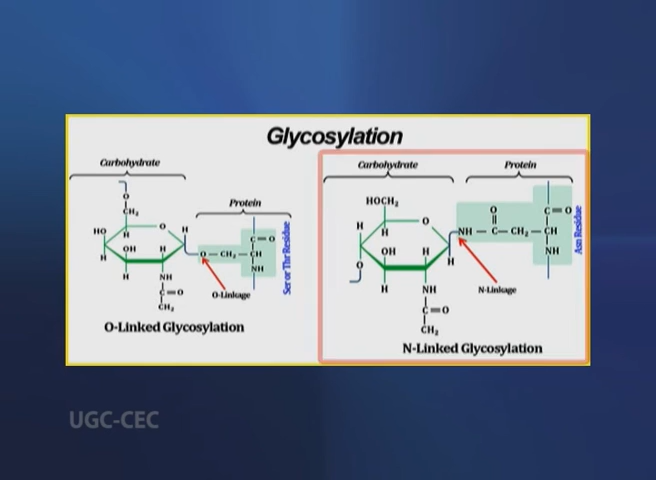 Glycosylation
Carbohydrate
O
CH₂
HO
H
O
H
OH
H
H
H
NH
C=O
CH₃
Protein
O—CH₂—CH
C=O
NH
Ser or Thr Residue
O-Linkage
O-Linked Glycosylation
Carbohydrate
HOCH₂
H
H
O
OH
H
H
O
H
NH
C=O
CH₃
Protein
O
NH—C—CH₂—CH
C=O
NH
Asn Residue
N-Linkage
N-Linked Glycosylation
UGC-CEC